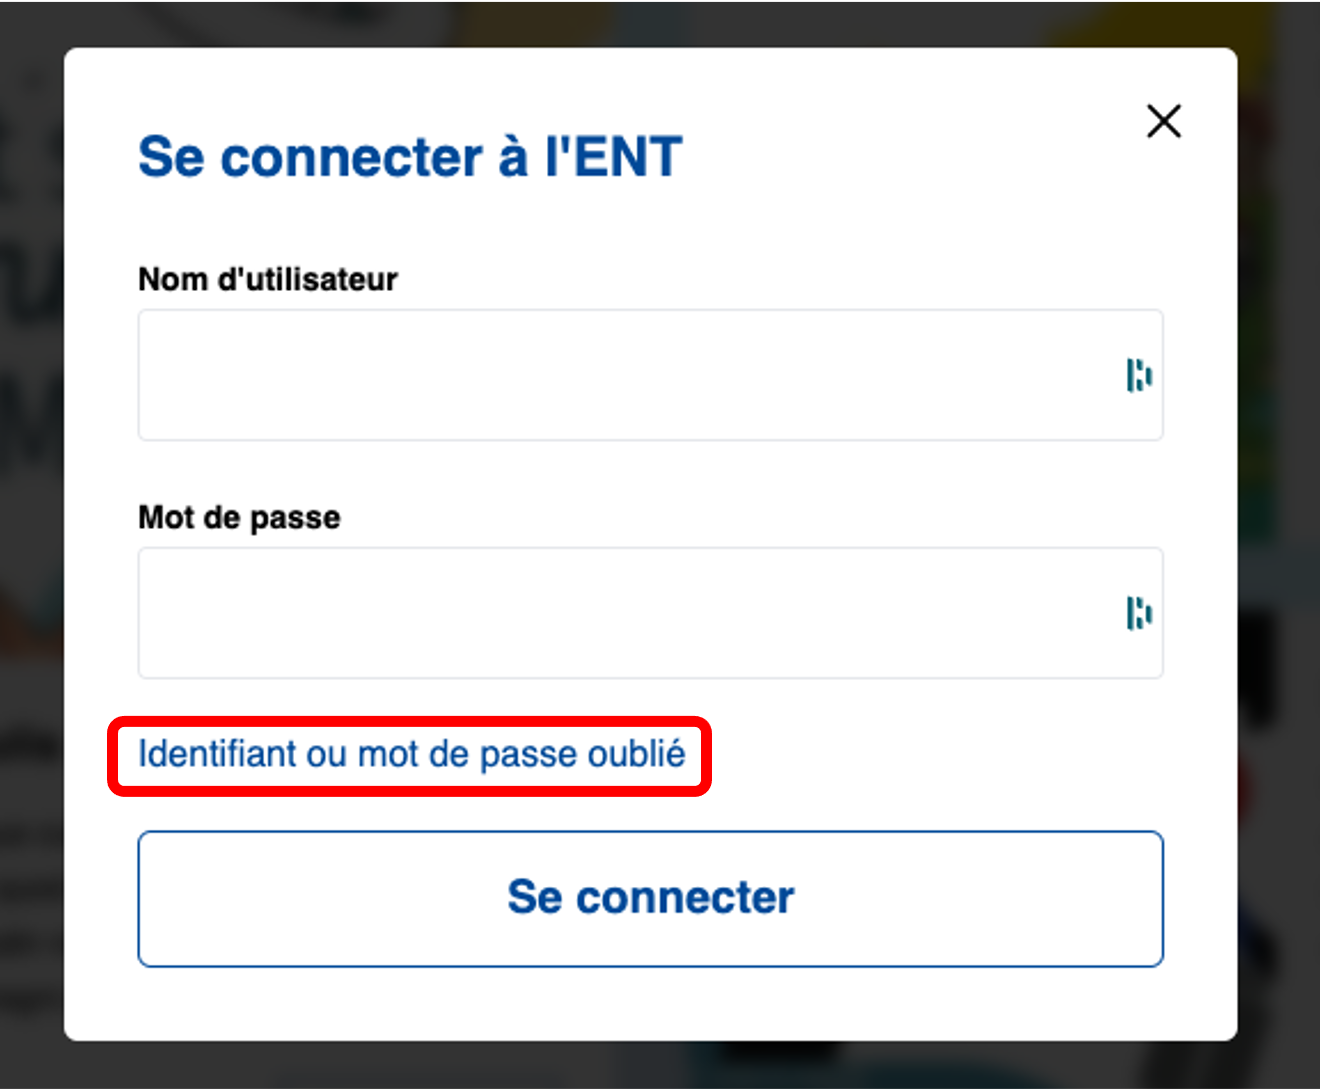 Se connecter à l'ENT
Nom d'utilisateur
Mot de passe
Identifiant ou mot de passe oublié
Se connecter